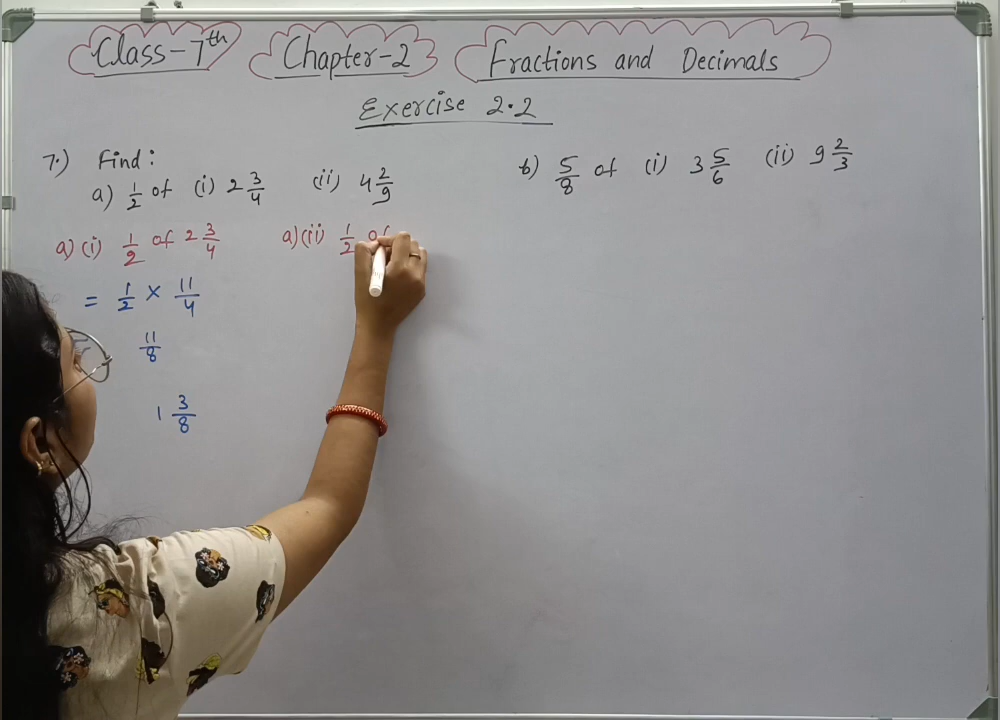 Class-7th Chapter-2 Fractions and Decimals
Exercise 2.2
7.) Find:
a) 1/2 of (i) 2 3/4 (ii) 4 2/9
b) 5/8 of (i) 3 5/6 (ii) 9 2/3
a) (i) 1/2 of 2 3/4
= 1/2 × 11/4
11/8
1 3/8
a)(ii) 1/2 of